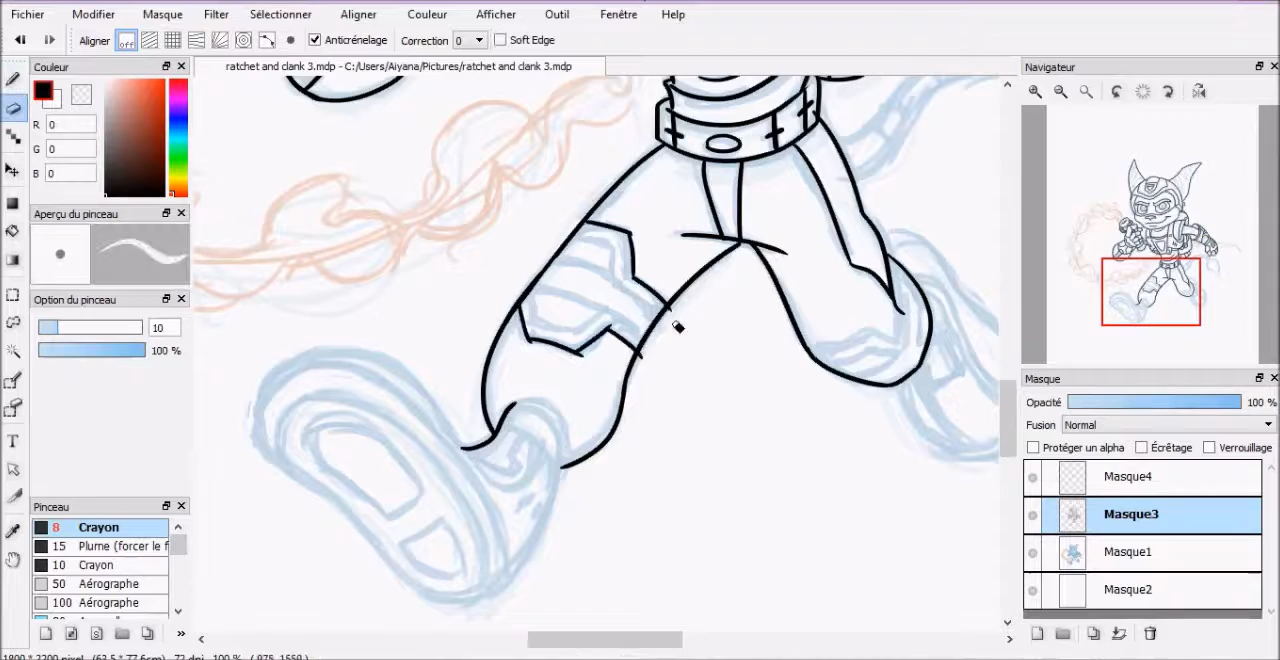 Fichier Modifier Masque Filter Sélectionner Aligner Couleur Afficher Outil Fenêtre Help
Aligner off Anticrénelage Correction 0 Soft Edge
Couleur
ratchet and clank 3.mdp - C:/Users/Aiyana/Pictures/ratchet and clank 3.mdp
Navigateur
R 0
G 0
B 0
Aperçu du pinceau
Option du pinceau
10
100 %
Masque
Opacité 100 %
Fusion Normal
Protéger un alpha Écrêtage Verrouillage
Masque4
Masque3
Masque1
Masque2
Pinceau
8 Crayon
15 Plume (forcer le f
10 Crayon
50 Aérographe
100 Aérographe
T
S
»